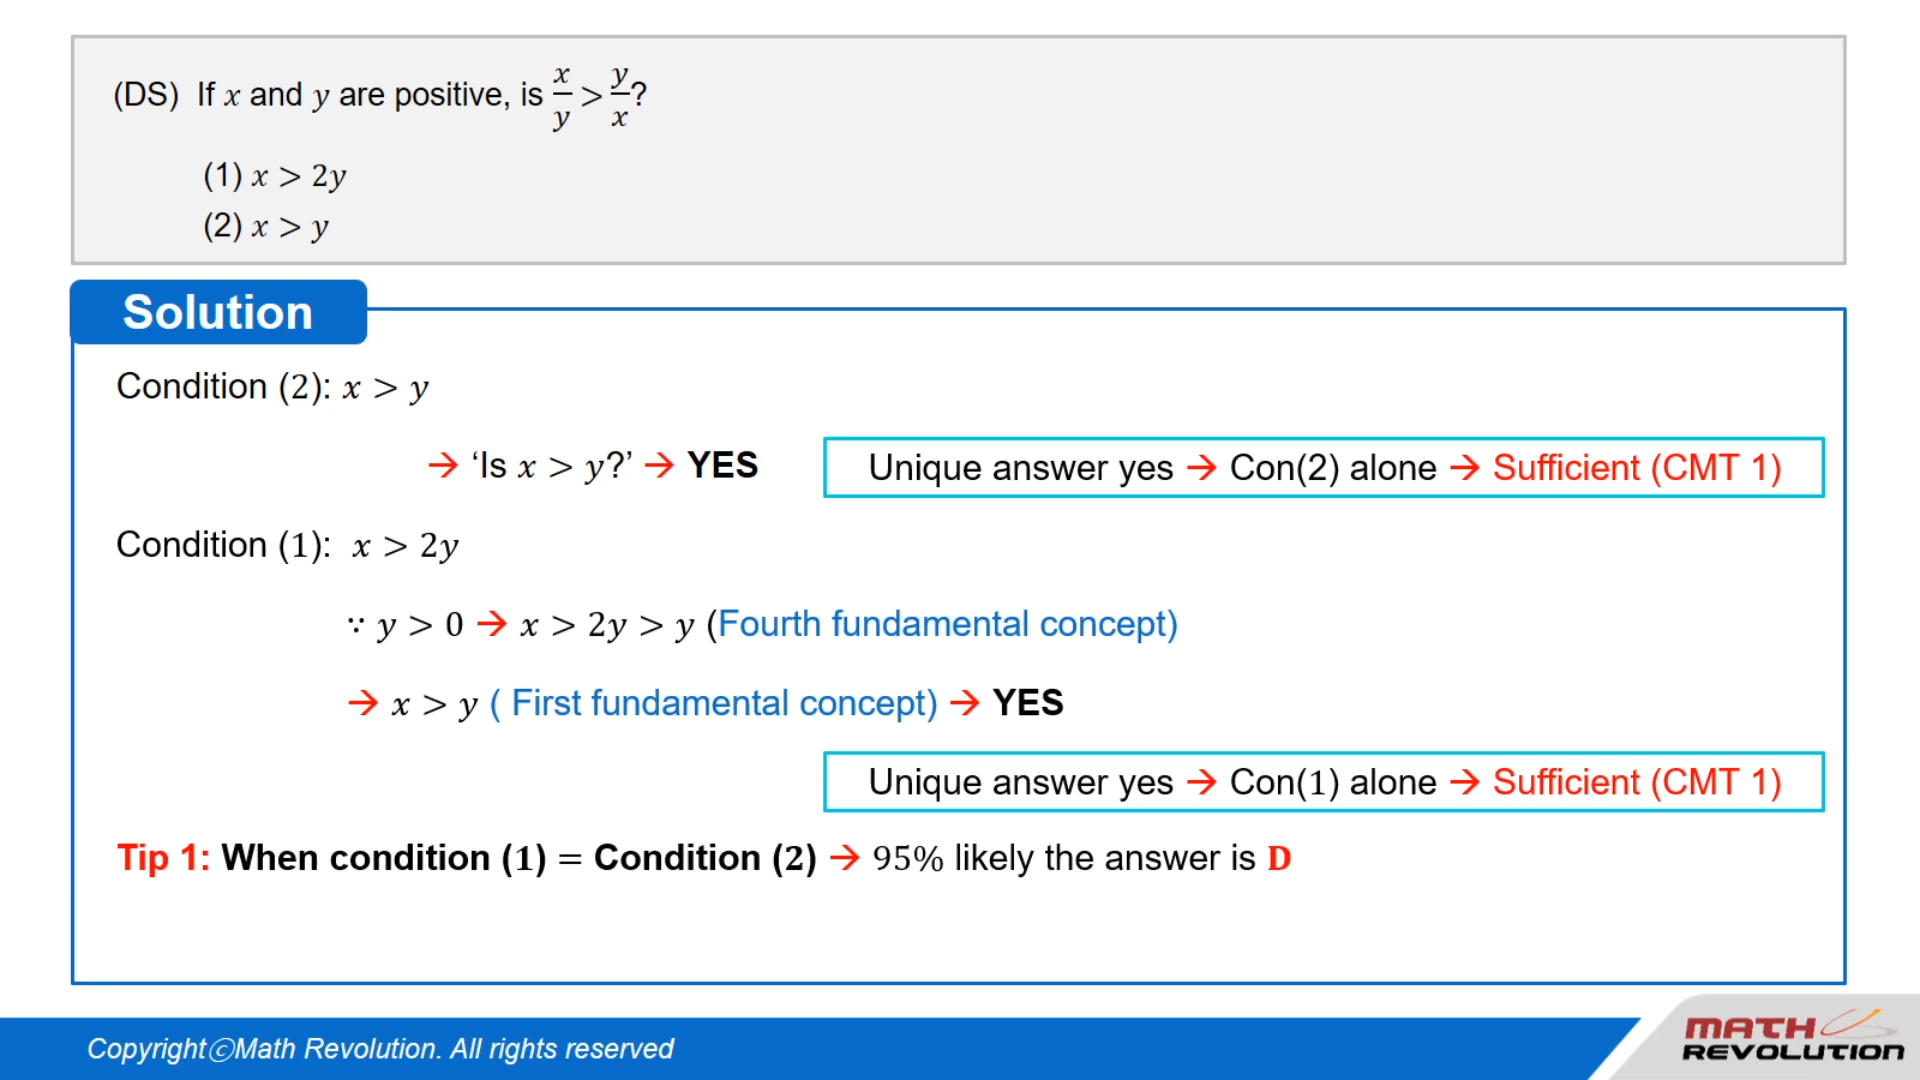 (DS) If x and y are positive, is x/y > y/x?
(1) x > 2y
(2) x > y
Solution
Condition (2): x > y
→ ‘Is x > y?’ → YES
Unique answer yes → Con(2) alone → Sufficient (CMT 1)
Condition (1): x > 2y
∵ y > 0 → x > 2y > y (Fourth fundamental concept)
→ x > y ( First fundamental concept) → YES
Unique answer yes → Con(1) alone → Sufficient (CMT 1)
Tip 1: When condition (1) = Condition (2) → 95% likely the answer is D
CopyrightⓒMath Revolution. All rights reserved
MATH
REVOLUTION